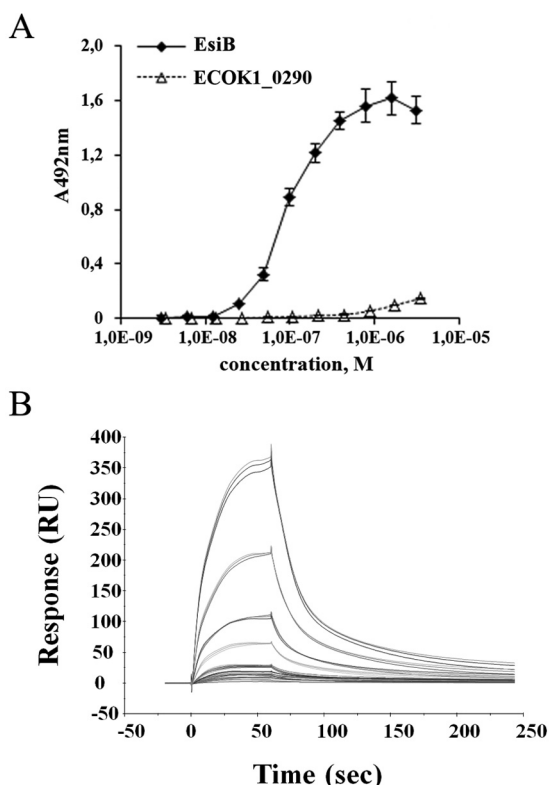 A
EsiB
ECOK1_0290
A492nm
2,0
1,6
1,2
0,8
0,4
0
1,0E-09 1,0E-08 1,0E-07 1,0E-06 1,0E-05
concentration, M
B
Response (RU)
400
350
300
250
200
150
100
50
0
-50
-50 0 50 100 150 200 250
Time (sec)